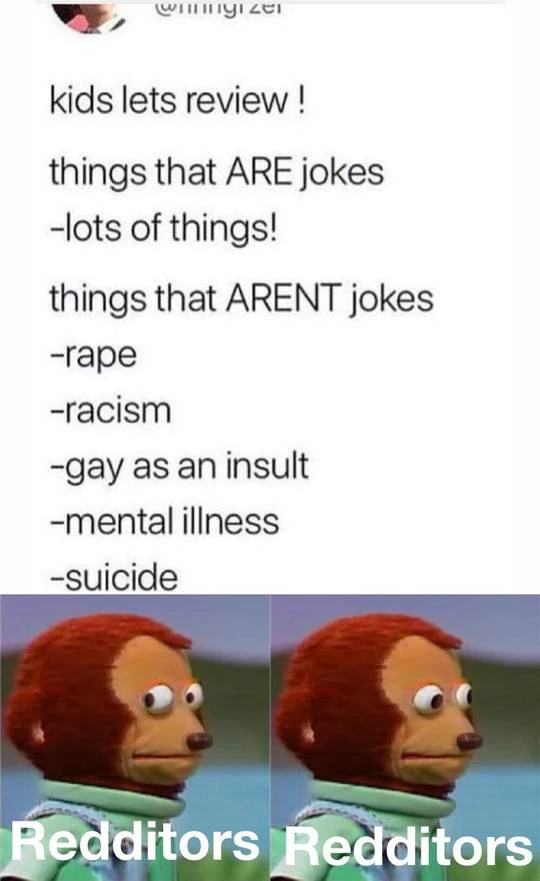 kids lets review !
things that ARE jokes
-lots of things!
things that ARENT jokes
-rape
-racism
-gay as an insult
-mental illness
-suicide
Redditors Redditors